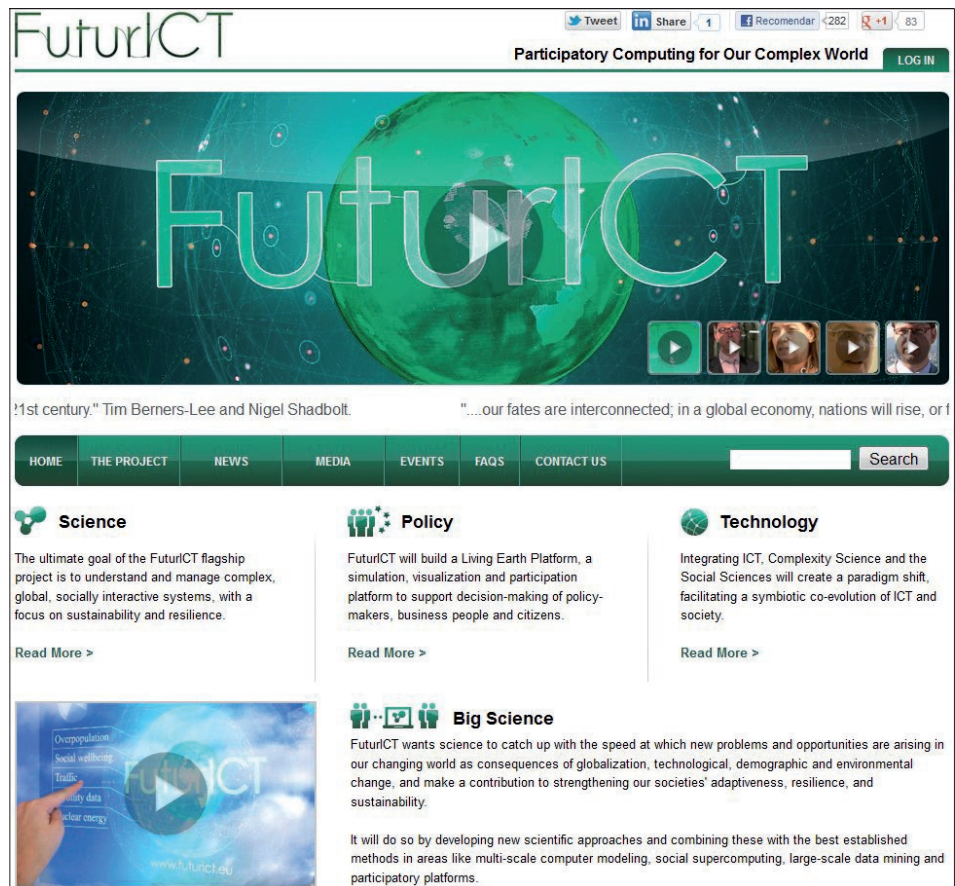 FuturICT
Tweet
in Share 1
f Recomendar 282
g +1 83
Participatory Computing for Our Complex World
LOG IN
FuturICT
21st century." Tim Berners-Lee and Nigel Shadbolt.
"....our fates are interconnected; in a global economy, nations will rise, or f
HOME THE PROJECT NEWS MEDIA EVENTS FAQS CONTACT US Search
Science
The ultimate goal of the FuturICT flagship
project is to understand and manage complex,
global, socially interactive systems, with a
focus on sustainability and resilience.
Read More >
Policy
FuturICT will build a Living Earth Platform, a
simulation, visualization and participation
platform to support decision-making of policy-
makers, business people and citizens.
Read More >
Technology
Integrating ICT, Complexity Science and the
Social Sciences will create a paradigm shift,
facilitating a symbiotic co-evolution of ICT and
society.
Read More >
Overpopulation
Social wellbeing
Traffic
data
energy
FuturICT
www.futurict.eu
Big Science
FuturICT wants science to catch up with the speed at which new problems and opportunities are arising in
our changing world as consequences of globalization, technological, demographic and environmental
change, and make a contribution to strengthening our societies' adaptiveness, resilience, and
sustainability.
It will do so by developing new scientific approaches and combining these with the best established
methods in areas like multi-scale computer modeling, social supercomputing, large-scale data mining and
participatory platforms.